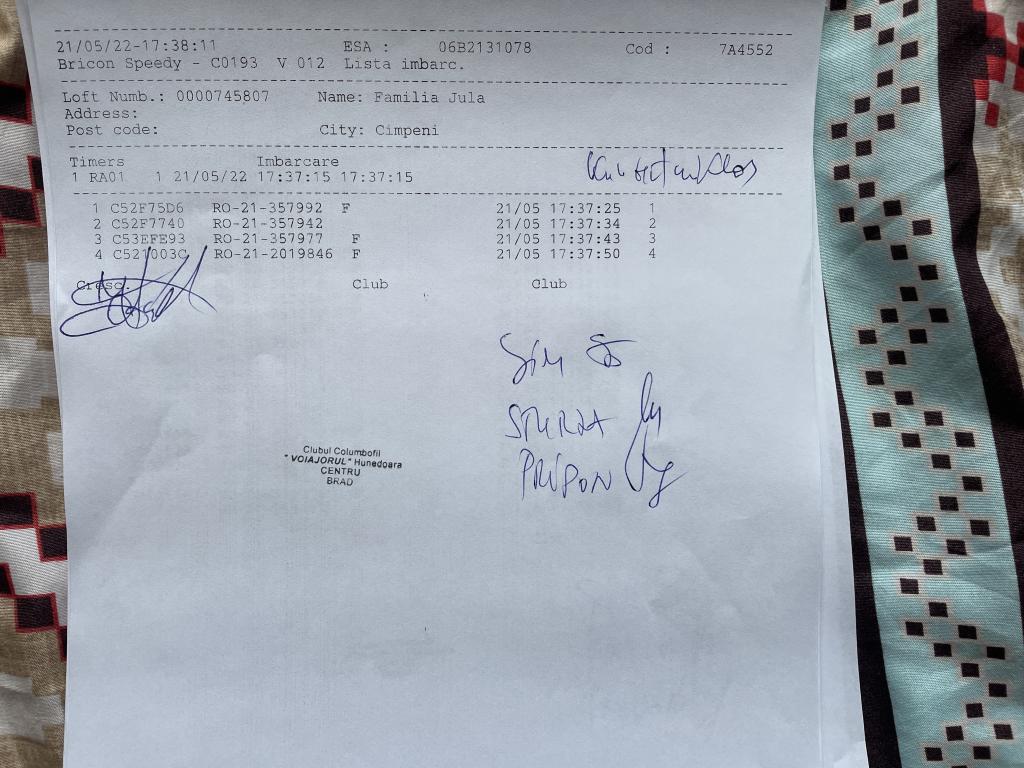 21/05/22-17:38:11 ESA : 06B2131078 Cod : 7A4552
Bricon Speedy - C0193 V 012 Lista imbarc.
Loft Numb.: 0000745807 Name: Familia Jula
Address:
Post code: City: Cimpeni
Timers Imbarcare
1 RA01 1 21/05/22 17:37:15 17:37:15
1 C52F75D6 RO-21-357992 F 21/05 17:37:25 1
2 C52F7740 RO-21-357942 21/05 17:37:34 2
3 C53EFE93 RO-21-357977 F 21/05 17:37:43 3
4 C521003C RO-21-2019846 F 21/05 17:37:50 4
Cresc. Club Club
PRIPON
Clubul Columbofil
"VOIAJORUL" Hunedoara
CENTRU
BRAD